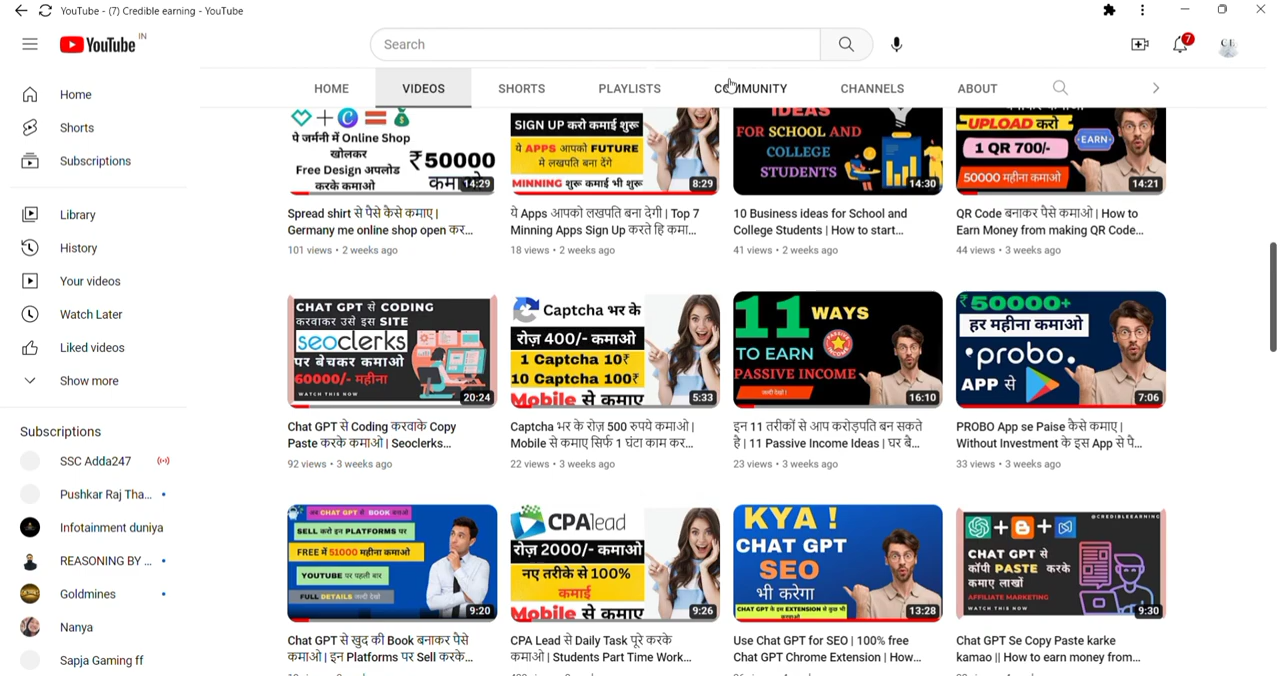 YouTube - (7) Credible earning - YouTube
YouTube IN
Search
7
CE
Home
Shorts
Subscriptions
Library
History
Your videos
Watch Later
Liked videos
Show more
Subscriptions
SSC Adda247
Pushkar Raj Tha...
Infotainment duniya
REASONING BY ...
Goldmines
Nanya
Sapja Gaming ff
HOME VIDEOS SHORTS PLAYLISTS COMMUNITY CHANNELS ABOUT
ये जर्मनी में Online Shop
खोलकर
Free Design अपलोड
करके कमाओ
₹50000
14:29
Spread shirt से पैसे कैसे कमाए |
Germany me online shop open कर...
101 views • 2 weeks ago
SIGN UP करो कमाई शुरू
ये APPS आपको FUTURE
मे लखपति बना देंगे
MINNING शुरू कमाई भी शुरू
8:29
ये Apps आपको लखपति बना देगी | Top 7
Minning Apps Sign Up करते हि कमा...
18 views • 2 weeks ago
IDEAS
FOR SCHOOL AND
COLLEGE
STUDENTS
14:30
10 Business ideas for School and
College Students | How to start...
41 views • 2 weeks ago
UPLOAD करो
EARN
1 QR 700/-
50000 महीना कमाओ
14:21
QR Code बनाकर पैसे कमाओ | How to
Earn Money from making QR Code...
44 views • 3 weeks ago
CHAT GPT से CODING
करवाकर उसे इस SITE
seoclerks
पर बेचकर कमाओ
60000/- महीना
WATCH THIS NOW
20:24
Chat GPT से Coding करवाके Copy
Paste करके कमाओ | Seoclerks...
92 views • 3 weeks ago
Captcha भर के
रोज़ 400/- कमाओ
1 Captcha 10₹
10 Captcha 100₹
Mobile से कमाए
5:33
Captcha भर के रोज़ 500 रुपये कमाओ |
Mobile से कमाए सिर्फ 1 घंटा काम कर...
22 views • 3 weeks ago
11 WAYS
TO EARN
PASSIVE INCOME
जल्दी देखो !
16:10
इन 11 तरीकों से आप करोड़पति बन सकते
है | 11 Passive Income Ideas | घर बै...
23 views • 3 weeks ago
₹50000+
हर महीना कमाओ
probo.
APP से
7:06
PROBO App se Paise कैसे कमाए |
Without Investment के इस App से पै...
33 views • 3 weeks ago
अब CHAT GPT से BOOK बनाओ
SELL करो इन PLATFORMS पर
FREE में 51000 महीना कमाओ
YOUTUBE पर पहली बार
FULL DETAILS जल्दी देखो
9:20
Chat GPT से खुद की Book बनाकर पैसे
कमाओ | इन Platforms पर Sell करके...
CPAlead
रोज़ 2000/- कमाओ
नए तरीके से 100%
कमाई
Mobile से कमाए
9:26
CPA Lead से Daily Task पूरे करके
कमाओ | Students Part Time Work...
KYA !
CHAT GPT
SEO
भी करेगा
13:28
Use Chat GPT for SEO | 100% free
Chat GPT Chrome Extension | How...
@CREDIBLEEARNING
CHAT GPT से
कॉपी PASTE करके
कमाए लाखों
AFFILIATE MARKETING
WATCH THIS NOW
9:30
Chat GPT Se Copy Paste karke
kamao || How to earn money from...